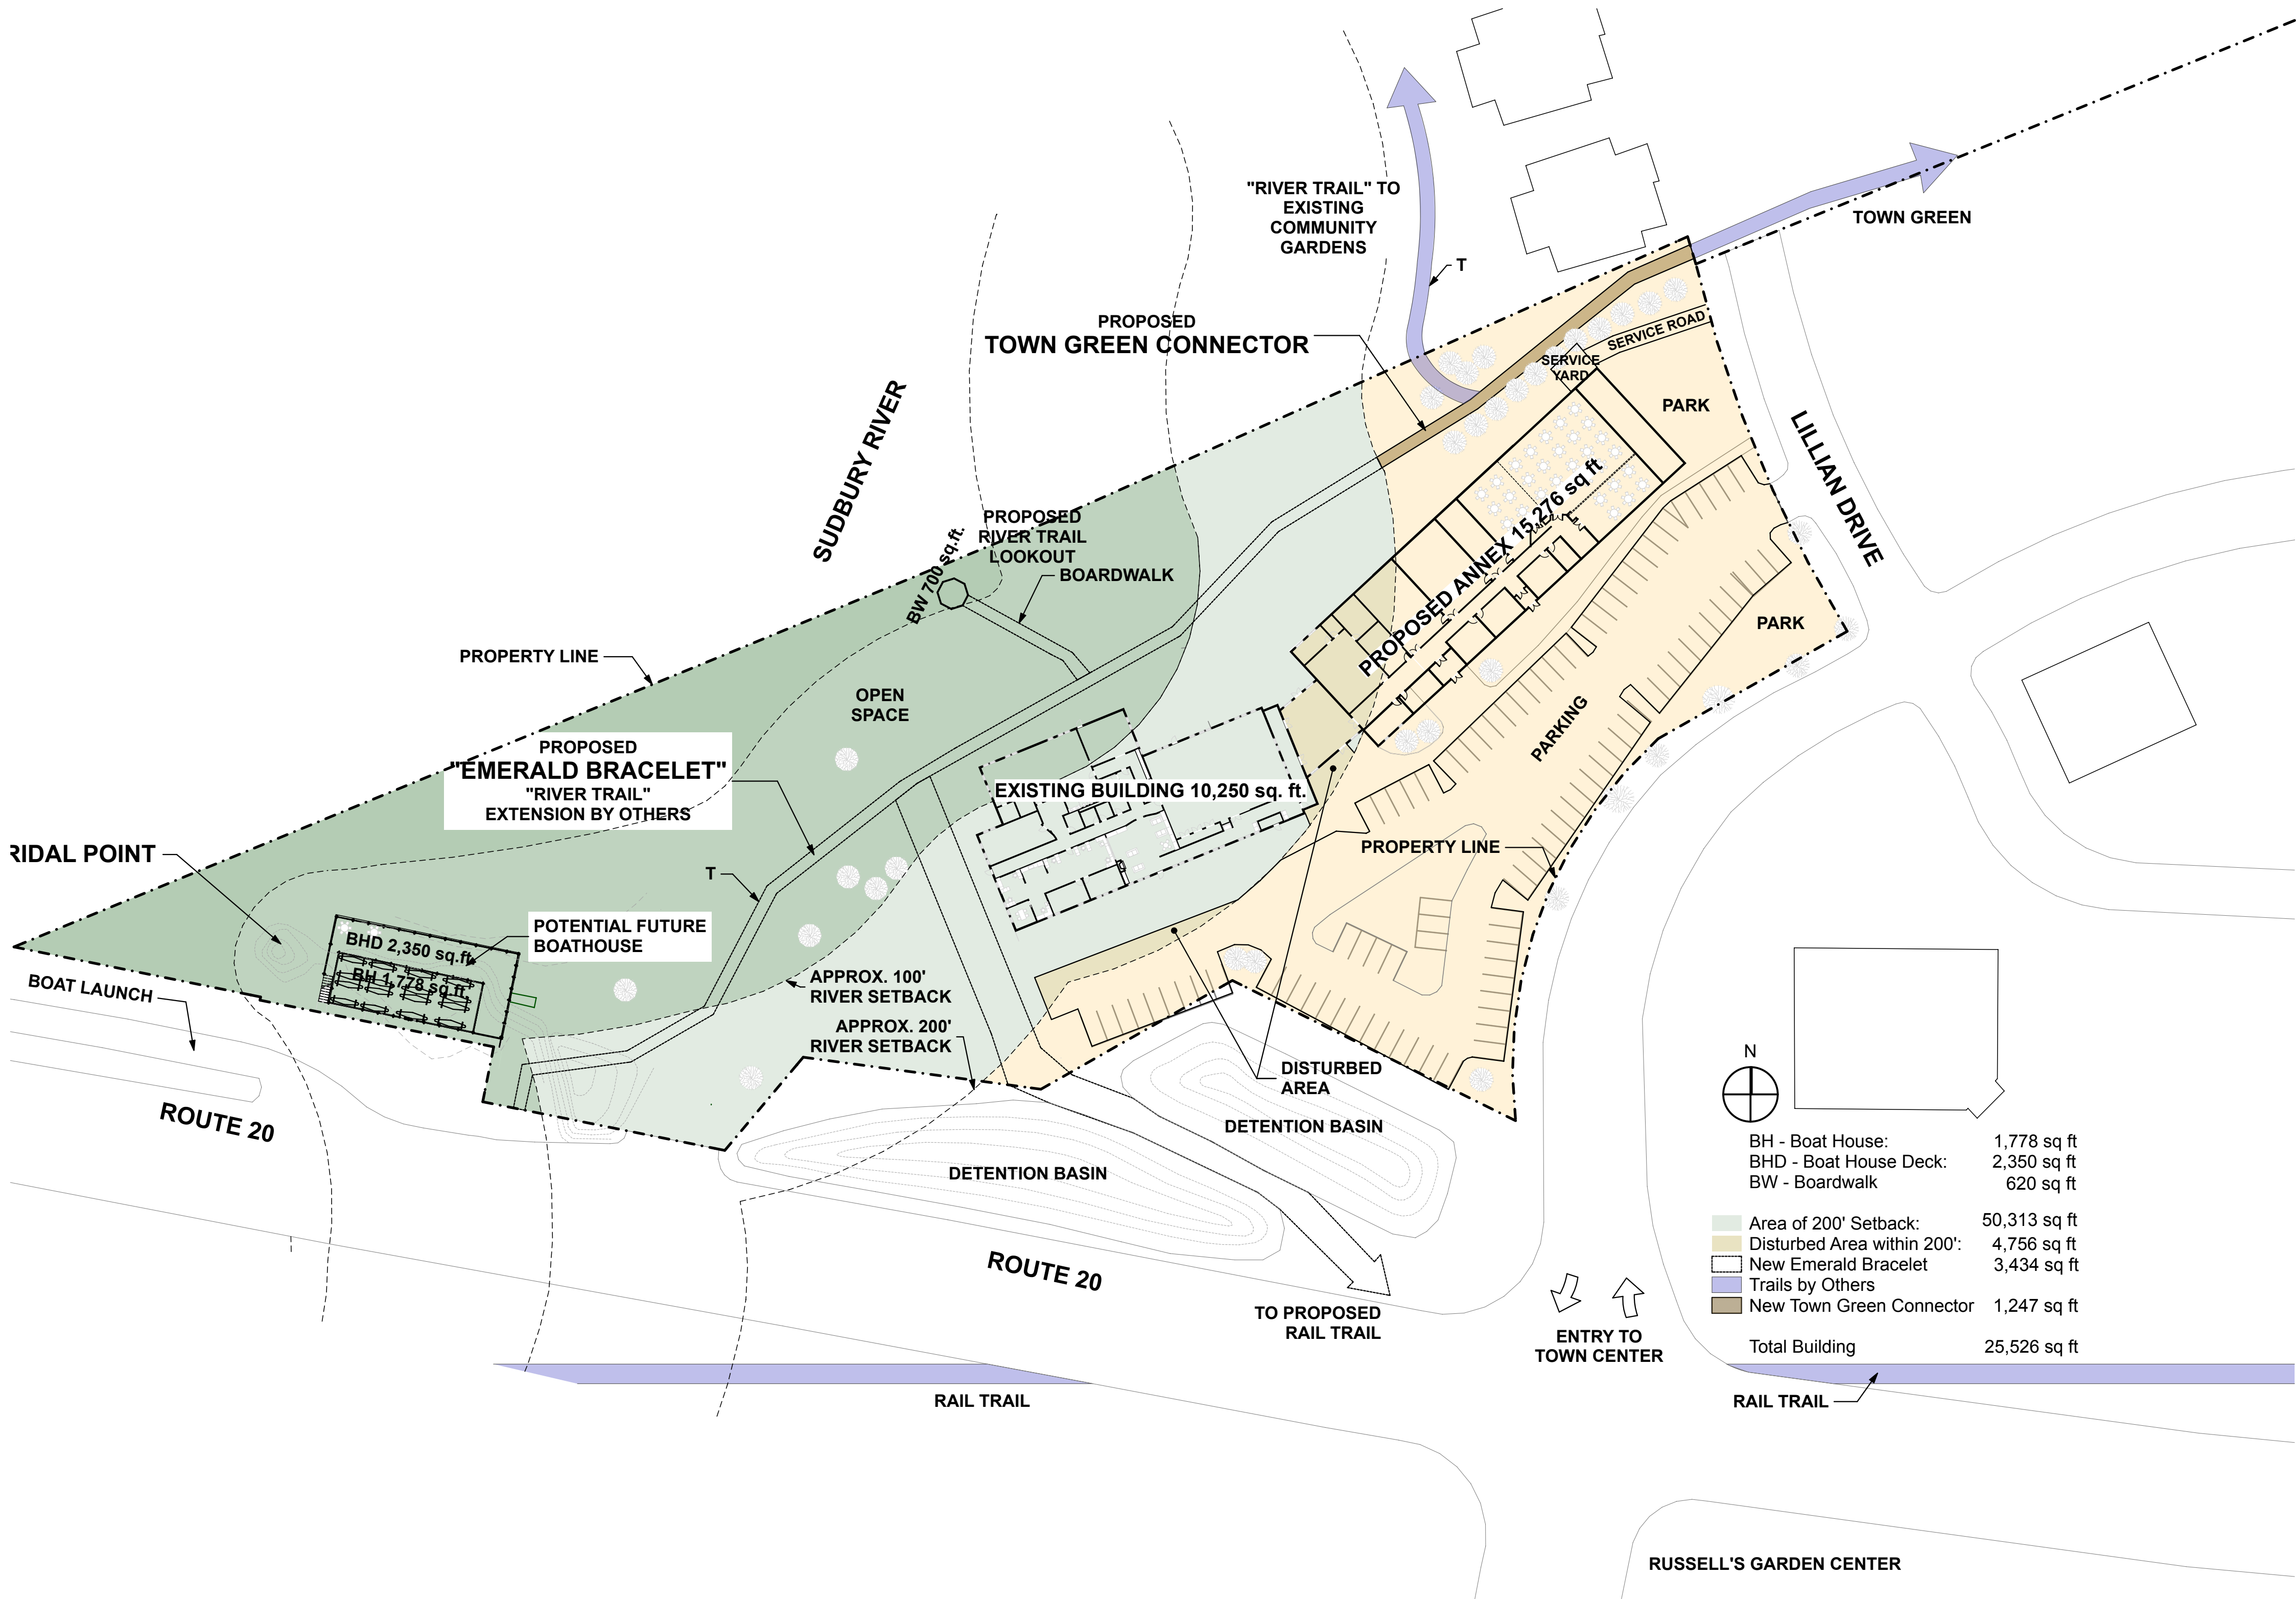 "RIVER TRAIL" TO
EXISTING
COMMUNITY
GARDENS
TOWN GREEN
T
PROPOSED
TOWN GREEN CONNECTOR
SERVICE ROAD
SERVICE
YARD
PARK
LILLIAN DRIVE
SUDBURY RIVER
PROPOSED
RIVER TRAIL
LOOKOUT
BOARDWALK
BW 700 sq.ft.
PROPOSED ANNEX 15,276 sq ft
PARK
PROPERTY LINE
OPEN
SPACE
PARKING
PROPOSED
"EMERALD BRACELET"
"RIVER TRAIL"
EXTENSION BY OTHERS
EXISTING BUILDING 10,250 sq. ft.
PROPERTY LINE
RIDAL POINT
T
POTENTIAL FUTURE
BOATHOUSE
BHD 2,350 sq.ft.
BH 1,778 sq.ft.
BOAT LAUNCH
APPROX. 100'
RIVER SETBACK
APPROX. 200'
RIVER SETBACK
DISTURBED
AREA
DETENTION BASIN
DETENTION BASIN
ROUTE 20
ROUTE 20
TO PROPOSED
RAIL TRAIL
ENTRY TO
TOWN CENTER
N
BH - Boat House: 1,778 sq ft
BHD - Boat House Deck: 2,350 sq ft
BW - Boardwalk 620 sq ft
Area of 200' Setback: 50,313 sq ft
Disturbed Area within 200': 4,756 sq ft
New Emerald Bracelet 3,434 sq ft
Trails by Others
New Town Green Connector 1,247 sq ft
Total Building 25,526 sq ft
RAIL TRAIL
RAIL TRAIL
RUSSELL'S GARDEN CENTER